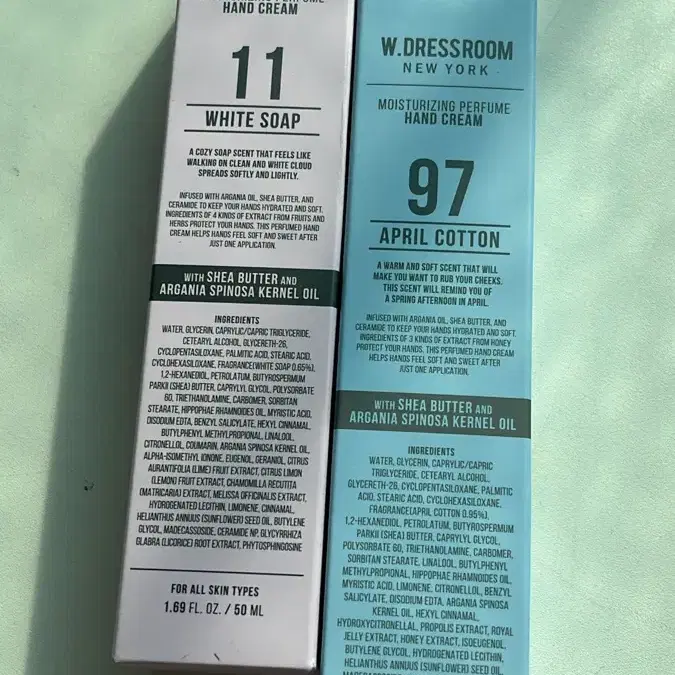 HAND CREAM
11
WHITE SOAP
A COZY SOAP SCENT THAT FEELS LIKE
WALKING ON CLEAN AND WHITE CLOUD
SPREADS SOFTLY AND LIGHTLY.
INFUSED WITH ARGANIA OIL, SHEA BUTTER, AND
CERAMIDE TO KEEP YOUR HANDS HYDRATED AND SOFT.
INGREDIENTS OF 4 KINDS OF EXTRACT FROM FRUITS AND
HERBS PROTECT YOUR HANDS. THIS PERFUMED HAND
CREAM HELPS HANDS FEEL SOFT AND SWEET AFTER
JUST ONE APPLICATION.
WITH SHEA BUTTER AND
ARGANIA SPINOSA KERNEL OIL
INGREDIENTS
WATER, GLYCERIN, CAPRYLIC/CAPRIC TRIGLYCERIDE,
CETEARYL ALCOHOL, GLYCERETH-26,
CYCLOPENTASILOXANE, PALMITIC ACID, STEARIC ACID,
CYCLOHEXASILOXANE, FRAGRANCE(WHITE SOAP 0.65%),
1,2-HEXANEDIOL, PETROLATUM, BUTYROSPERMUM
PARKII (SHEA) BUTTER, CAPRYLYL GLYCOL, POLYSORBATE
60, TRIETHANOLAMINE, CARBOMER, SORBITAN
STEARATE, HIPPOPHAE RHAMNOIDES OIL, MYRISTIC ACID,
DISODIUM EDTA, BENZYL SALICYLATE, HEXYL CINNAMAL,
BUTYLPHENYL METHYLPROPIONAL, LINALOOL,
CITRONELLOL, COUMARIN, ARGANIA SPINOSA KERNEL OIL,
ALPHA-ISOMETHYL IONONE, EUGENOL, GERANIOL, CITRUS
AURANTIFOLIA (LIME) FRUIT EXTRACT, CITRUS LIMON
(LEMON) FRUIT EXTRACT, CHAMOMILLA RECUTITA
(MATRICARIA) EXTRACT, MELISSA OFFICINALIS EXTRACT,
HYDROGENATED LECITHIN, LIMONENE, CINNAMAL,
HELIANTHUS ANNUUS (SUNFLOWER) SEED OIL, BUTYLENE
GLYCOL, MADECASSOSIDE, CERAMIDE NP, GLYCYRRHIZA
GLABRA (LICORICE) ROOT EXTRACT, PHYTOSPHINGOSINE
FOR ALL SKIN TYPES
1.69 FL. OZ. / 50 ML
W.DRESSROOM
NEW YORK
MOISTURIZING PERFUME
HAND CREAM
97
APRIL COTTON
A WARM AND SOFT SCENT THAT WILL
MAKE YOU WANT TO RUB YOUR CHEEKS.
THIS SCENT WILL REMIND YOU OF
A SPRING AFTERNOON IN APRIL.
INFUSED WITH ARGANIA OIL, SHEA BUTTER, AND
CERAMIDE TO KEEP YOUR HANDS HYDRATED AND SOFT.
INGREDIENTS OF 3 KINDS OF EXTRACT FROM HONEY
PROTECT YOUR HANDS. THIS PERFUMED HAND CREAM
HELPS HANDS FEEL SOFT AND SWEET AFTER
JUST ONE APPLICATION.
WITH SHEA BUTTER AND
ARGANIA SPINOSA KERNEL OIL
INGREDIENTS
WATER, GLYCERIN, CAPRYLIC/CAPRIC
TRIGLYCERIDE, CETEARYL ALCOHOL,
GLYCERETH-26, CYCLOPENTASILOXANE, PALMITIC
ACID, STEARIC ACID, CYCLOHEXASILOXANE,
FRAGRANCE(APRIL COTTON 0.95%),
1,2-HEXANEDIOL, PETROLATUM, BUTYROSPERMUM
PARKII (SHEA) BUTTER, CAPRYLYL GLYCOL,
POLYSORBATE 60, TRIETHANOLAMINE, CARBOMER,
SORBITAN STEARATE, LINALOOL, BUTYLPHENYL
METHYLPROPIONAL, HIPPOPHAE RHAMNOIDES OIL,
MYRISTIC ACID, LIMONENE, CITRONELLOL, BENZYL
SALICYLATE, DISODIUM EDTA, ARGANIA SPINOSA
KERNEL OIL, HEXYL CINNAMAL,
HYDROXYCITRONELLAL, PROPOLIS EXTRACT, ROYAL
JELLY EXTRACT, HONEY EXTRACT, ISOEUGENOL,
BUTYLENE GLYCOL, HYDROGENATED LECITHIN,
HELIANTHUS ANNUUS (SUNFLOWER) SEED OIL,